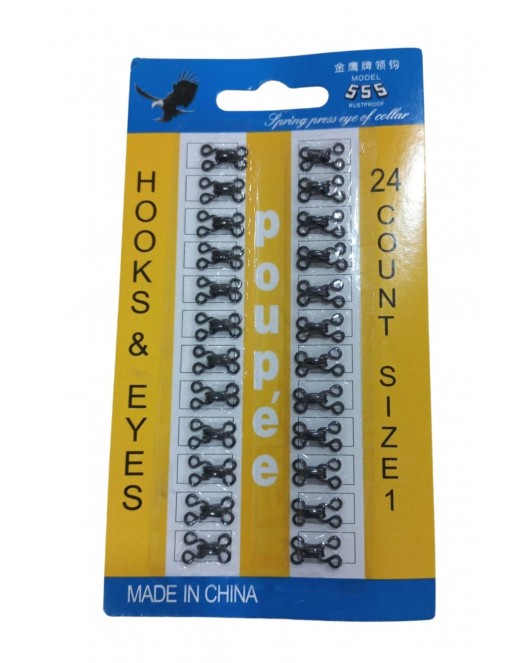 金鹰牌领钩
MODEL
555
RUSTPROOF
Spring press eye of collar
HOOKS & EYES
poupée
24 COUNT SIZE 1
MADE IN CHINA